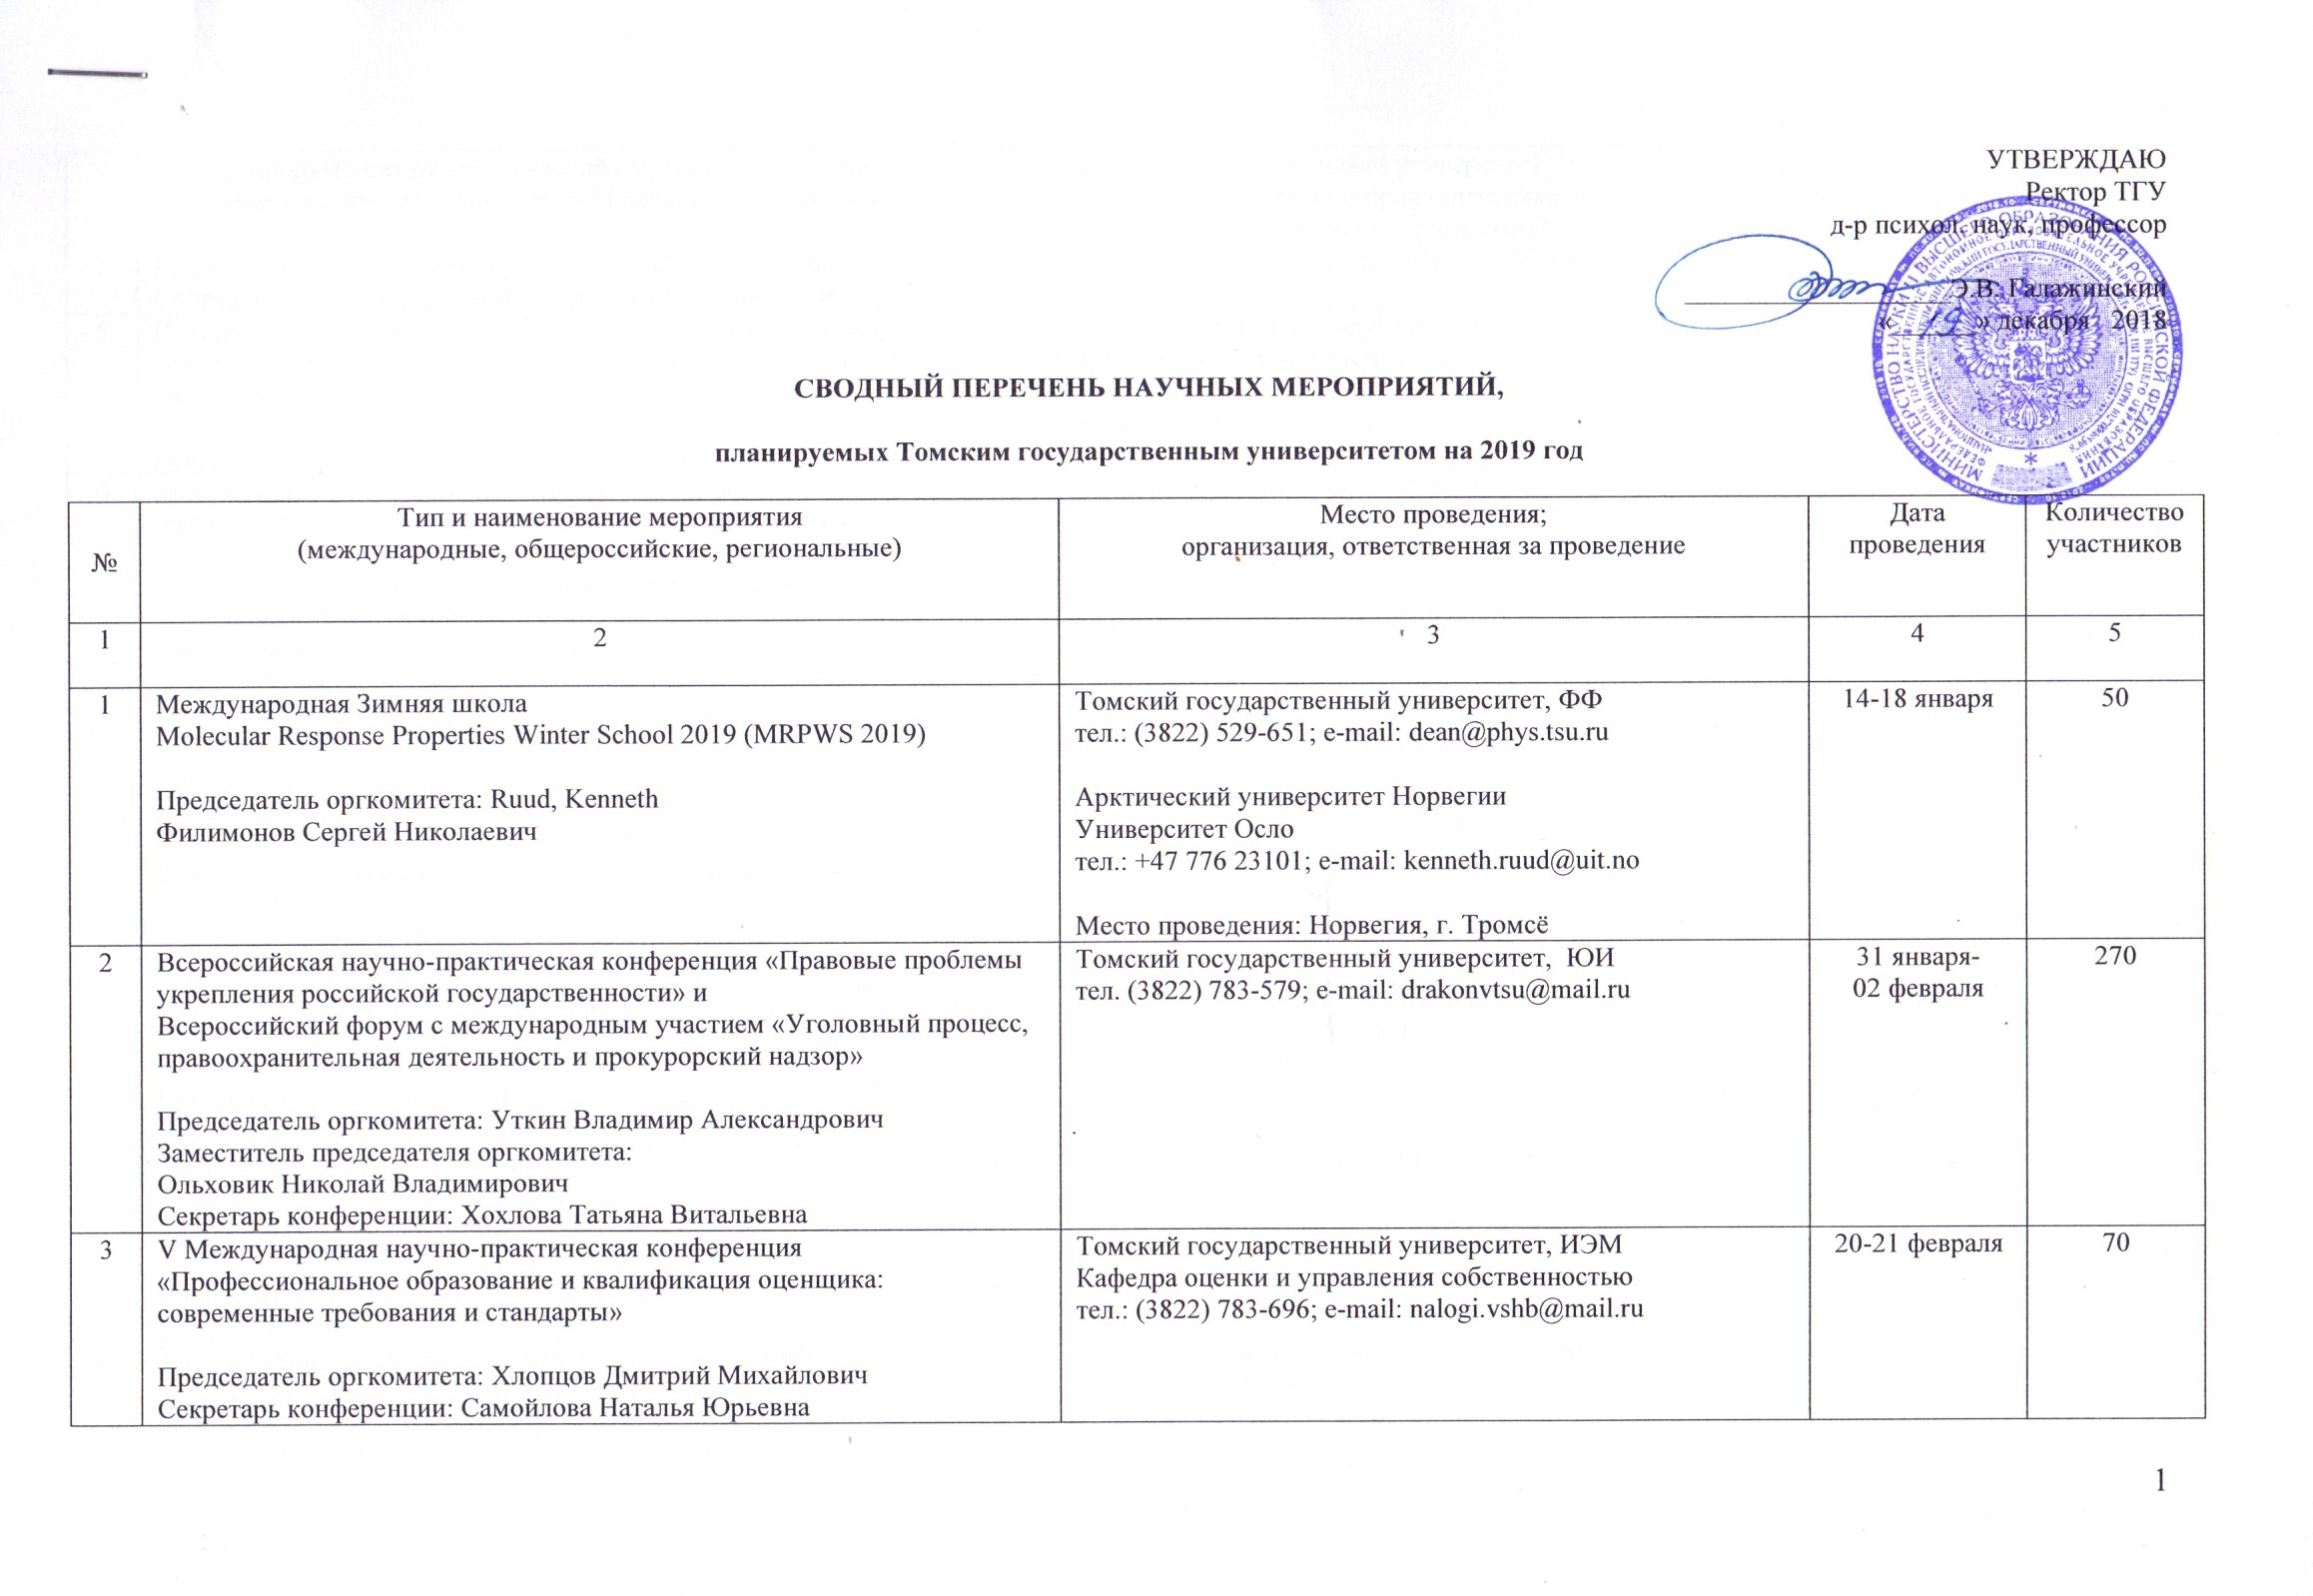 УТВЕРЖДАЮ
Ректор ТГУ
д-р психол. наук, профессор
Э.В. Галажинский
« 19 » декабря 2018
СВОДНЫЙ ПЕРЕЧЕНЬ НАУЧНЫХ МЕРОПРИЯТИЙ,
планируемых Томским государственным университетом на 2019 год
№
Тип и наименование мероприятия
(международные, общероссийские, региональные)
Место проведения;
организация, ответственная за проведение
Дата
проведения
Количество
участников
1
2
3
4
5
1
Международная Зимняя школа
Molecular Response Properties Winter School 2019 (MRPWS 2019)
Председатель оргкомитета: Ruud, Kenneth
Филимонов Сергей Николаевич
Томский государственный университет, ФФ
тел.: (3822) 529-651; e-mail: dean@phys.tsu.ru
Арктический университет Норвегии
Университет Осло
тел.: +47 776 23101; e-mail: kenneth.ruud@uit.no
Место проведения: Норвегия, г. Тромсё
14-18 января
50
2
Всероссийская научно-практическая конференция «Правовые проблемы
укрепления российской государственности» и
Всероссийский форум с международным участием «Уголовный процесс,
правоохранительная деятельность и прокурорский надзор»
Председатель оргкомитета: Уткин Владимир Александрович
Заместитель председателя оргкомитета:
Ольховик Николай Владимирович
Секретарь конференции: Хохлова Татьяна Витальевна
Томский государственный университет, ЮИ
тел. (3822) 783-579; e-mail: drakonvtsu@mail.ru
31 января-
02 февраля
270
3
V Международная научно-практическая конференция
«Профессиональное образование и квалификация оценщика:
современные требования и стандарты»
Председатель оргкомитета: Хлопцов Дмитрий Михайлович
Секретарь конференции: Самойлова Наталья Юрьевна
Томский государственный университет, ИЭМ
Кафедра оценки и управления собственностью
тел.: (3822) 783-696; e-mail: nalogi.vshb@mail.ru
20-21 февраля
70
1
МИНИСТЕРСТВО НАУКИ И ВЫСШЕГО ОБРАЗОВАНИЯ РОССИЙСКОЙ ФЕДЕРАЦИИ